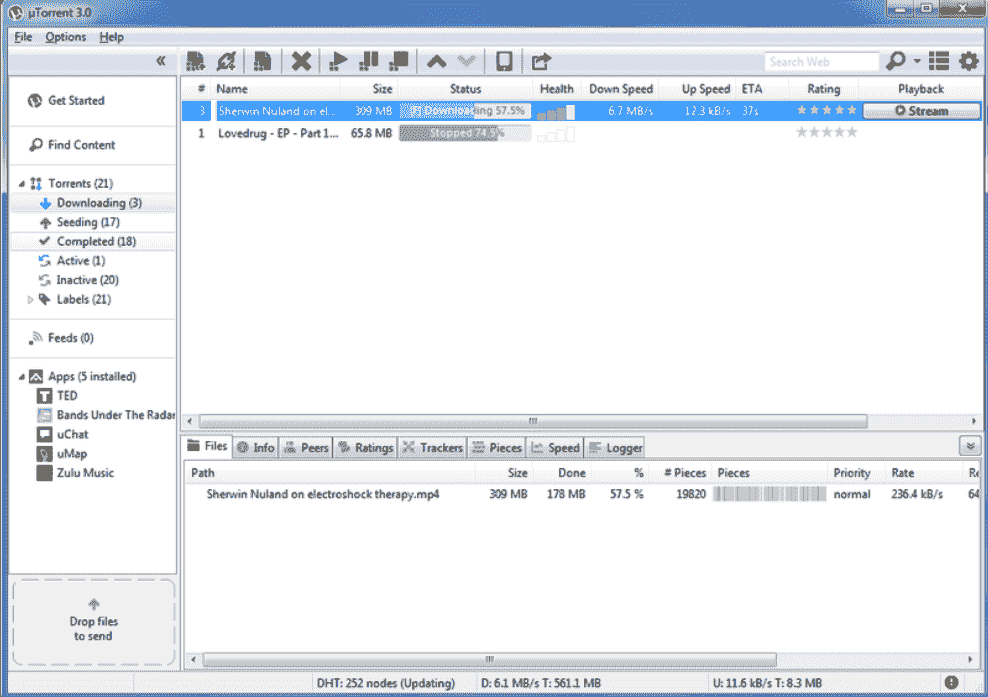 µTorrent 3.0
File Options Help
«
Search Web
Get Started
Find Content
Torrents (21)
Downloading (3)
Seeding (17)
Completed (18)
Active (1)
Inactive (20)
Labels (21)
Feeds (0)
Apps (5 installed)
TED
Bands Under The Radar
uChat
uMap
Zulu Music
Drop files
to send
# Name Size Status Health Down Speed Up Speed ETA Rating Playback
3 Sherwin Nuland on el... 309 MB Downloading 57.5% 6.7 MB/s 12.3 kB/s 37s Stream
1 Lovedrug - EP - Part 1... 65.8 MB Stopped 74.5%
Files Info Peers Ratings Trackers Pieces Speed Logger
Path Size Done % # Pieces Pieces Priority Rate Re
Sherwin Nuland on electroshock therapy.mp4 309 MB 178 MB 57.5 % 19820 normal 236.4 kB/s 64
DHT: 252 nodes (Updating) D: 6.1 MB/s T: 561.1 MB U: 11.6 kB/s T: 8.3 MB